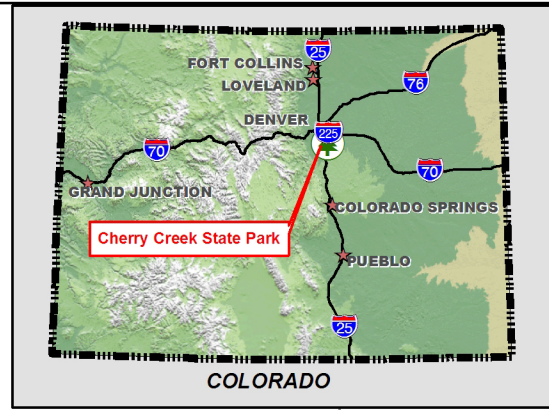 25
FORT COLLINS
LOVELAND
76
DENVER
225
70
70
GRAND JUNCTION
COLORADO SPRINGS
Cherry Creek State Park
PUEBLO
25
COLORADO